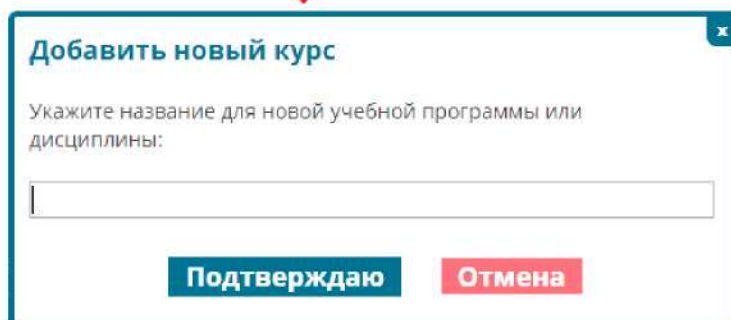 x
Добавить новый курс
Укажите название для новой учебной программы или
дисциплины:
Подтверждаю Отмена